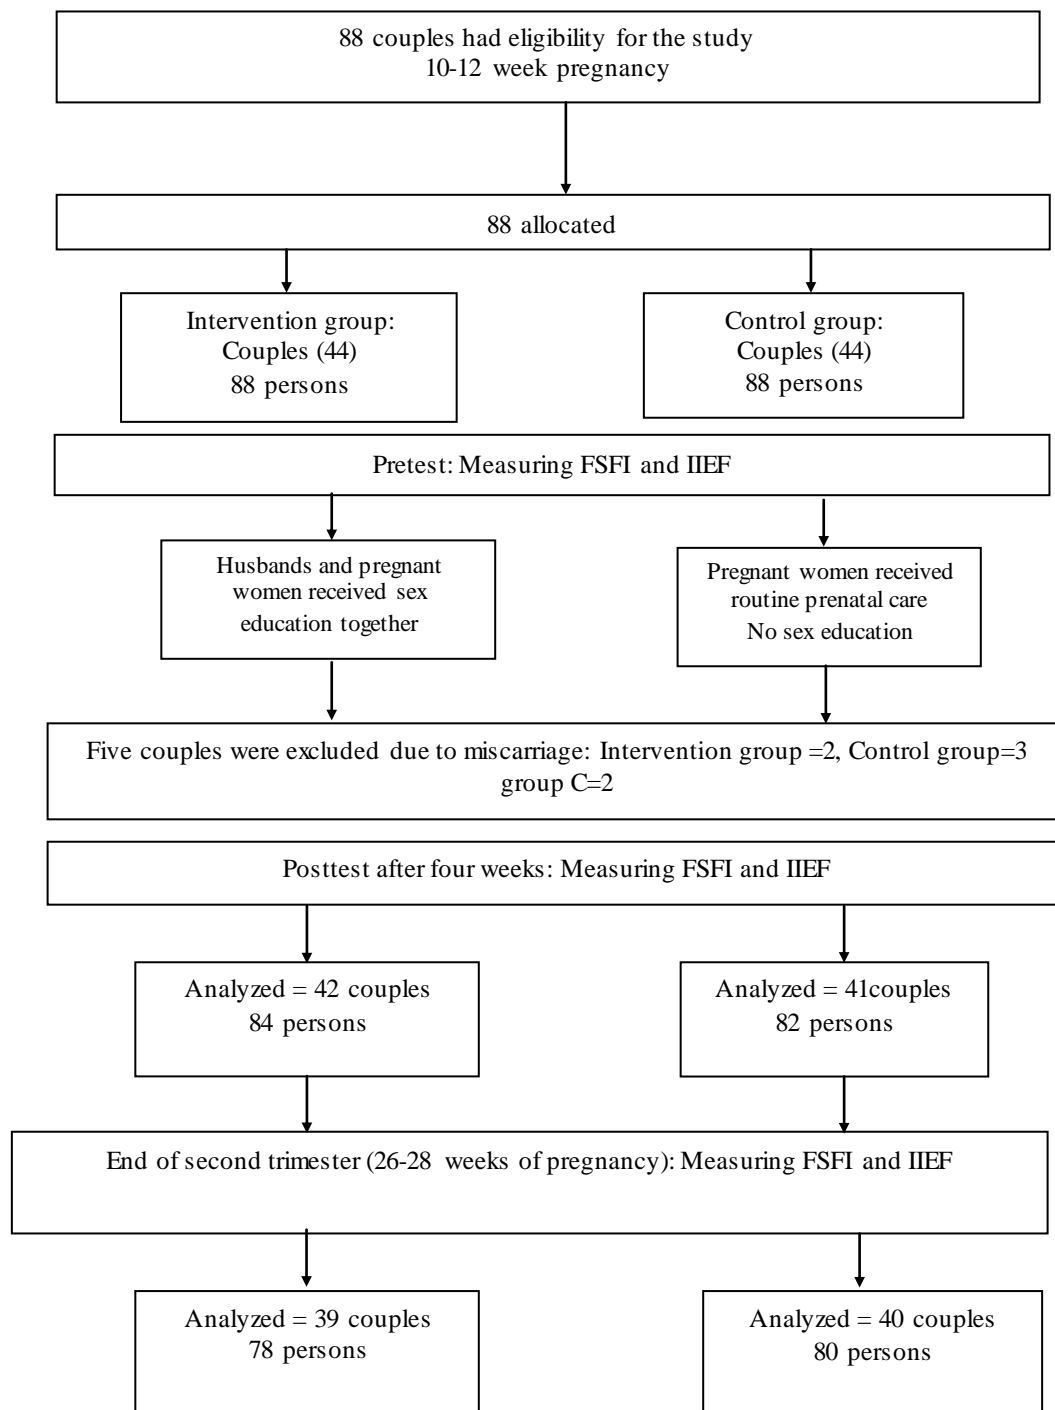 88 couples had eligibility for the study
10-12 week pregnancy
88 allocated
Intervention group:
Couples (44)
88 persons
Control group:
Couples (44)
88 persons
Pretest: Measuring FSFI and IIEF
Husbands and pregnant
women received sex
education together
Pregnant women received
routine prenatal care
No sex education
Five couples were excluded due to miscarriage: Intervention group =2, Control group=3
group C=2
Posttest after four weeks: Measuring FSFI and IIEF
Analyzed = 42 couples
84 persons
Analyzed = 41couples
82 persons
End of second trimester (26-28 weeks of pregnancy): Measuring FSFI and IIEF
Analyzed = 39 couples
78 persons
Analyzed = 40 couples
80 persons